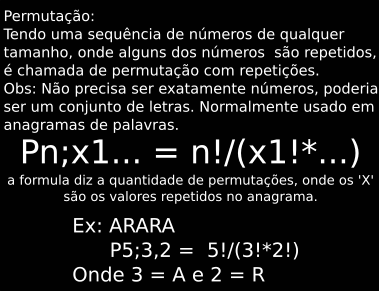 Permutação:
Tendo uma sequência de números de qualquer
tamanho, onde alguns dos números  são repetidos,
é chamada de permutação com repetições.
Obs: Não precisa ser exatamente números, poderia
ser um conjunto de letras. Normalmente usado em
anagramas de palavras.
Pn;x1... = n!/(x1!*...)
a formula diz a quantidade de permutações, onde os 'X'
são os valores repetidos no anagrama.
Ex: ARARA
P5;3,2 =  5!/(3!*2!)
Onde 3 = A e 2 = R